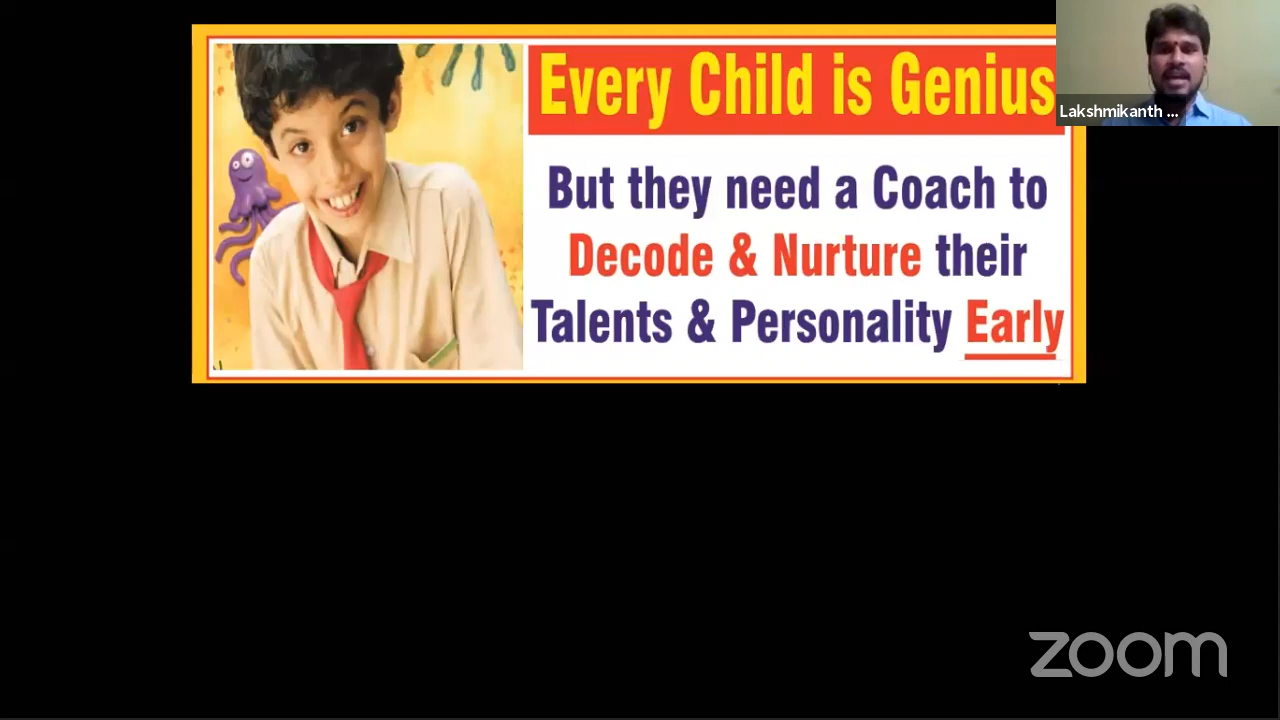 Every Child is Genius
But they need a Coach to
Decode & Nurture their
Talents & Personality Early
Lakshmikanth ...
zoom